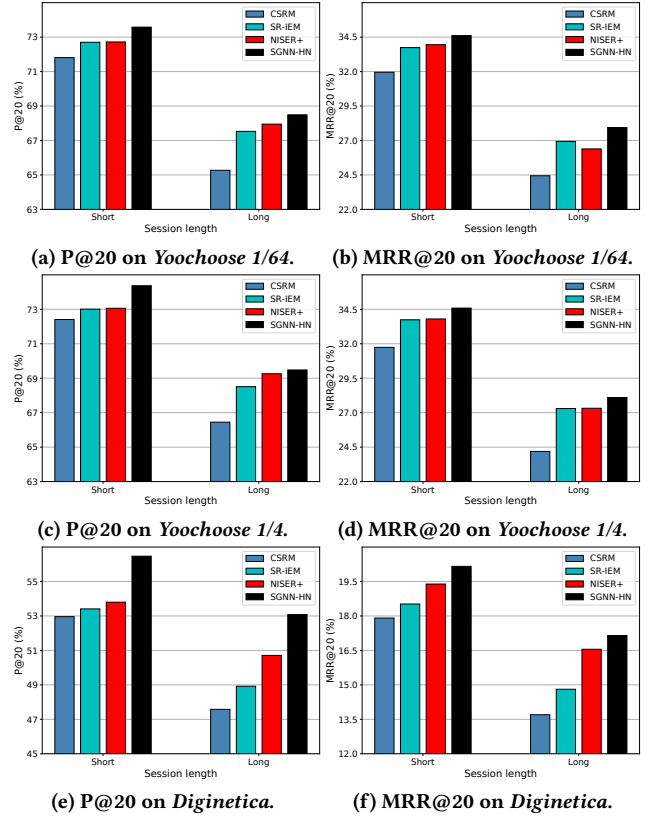 CSRM
SR-IEM
NISER+
SGNN-HN
73
71
69
67
65
63
P@20 (%)
Short
Long
Session length
(a) P@20 on Yoochoose 1/64.
CSRM
SR-IEM
NISER+
SGNN-HN
34.5
32.0
29.5
27.0
24.5
22.0
MRR@20 (%)
Short
Long
Session length
(b) MRR@20 on Yoochoose 1/64.
CSRM
SR-IEM
NISER+
SGNN-HN
73
71
69
67
65
63
P@20 (%)
Short
Long
Session length
(c) P@20 on Yoochoose 1/4.
CSRM
SR-IEM
NISER+
SGNN-HN
34.5
32.0
29.5
27.0
24.5
22.0
MRR@20 (%)
Short
Long
Session length
(d) MRR@20 on Yoochoose 1/4.
CSRM
SR-IEM
NISER+
SGNN-HN
55
53
51
49
47
45
P@20 (%)
Short
Long
Session length
(e) P@20 on Diginetica.
CSRM
SR-IEM
NISER+
SGNN-HN
19.5
18.0
16.5
15.0
13.5
12.0
MRR@20 (%)
Short
Long
Session length
(f) MRR@20 on Diginetica.